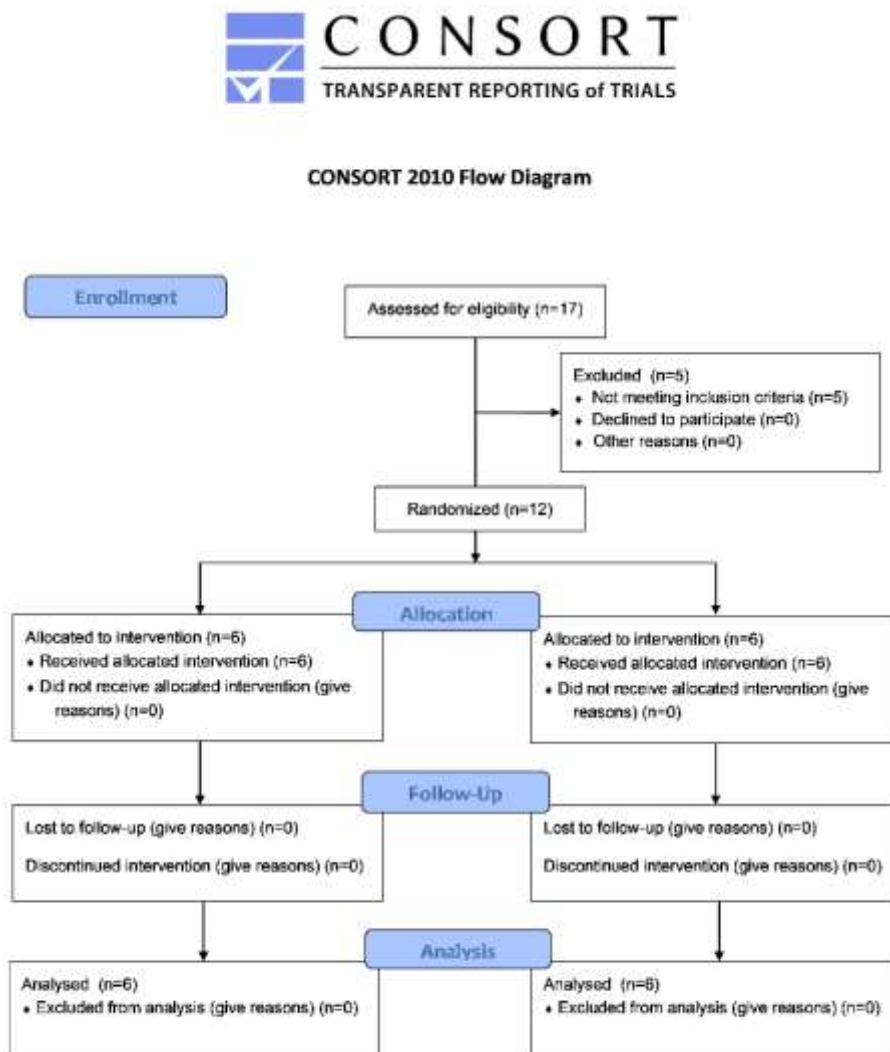 CONSORT
TRANSPARENT REPORTING of TRIALS
CONSORT 2010 Flow Diagram
Enrollment
Assessed for eligibility (n=17)
Excluded (n=5)
♦ Not meeting inclusion criteria (n=5)
♦ Declined to participate (n=0)
♦ Other reasons (n=0)
Randomized (n=12)
Allocation
Allocated to intervention (n=6)
♦ Received allocated intervention (n=6)
♦ Did not receive allocated intervention (give
reasons) (n=0)
Allocated to intervention (n=6)
♦ Received allocated intervention (n=6)
♦ Did not receive allocated intervention (give
reasons) (n=0)
Follow-Up
Lost to follow-up (give reasons) (n=0)
Discontinued intervention (give reasons) (n=0)
Lost to follow-up (give reasons) (n=0)
Discontinued intervention (give reasons) (n=0)
Analysis
Analysed (n=6)
♦ Excluded from analysis (give reasons) (n=0)
Analysed (n=6)
♦ Excluded from analysis (give reasons) (n=0)